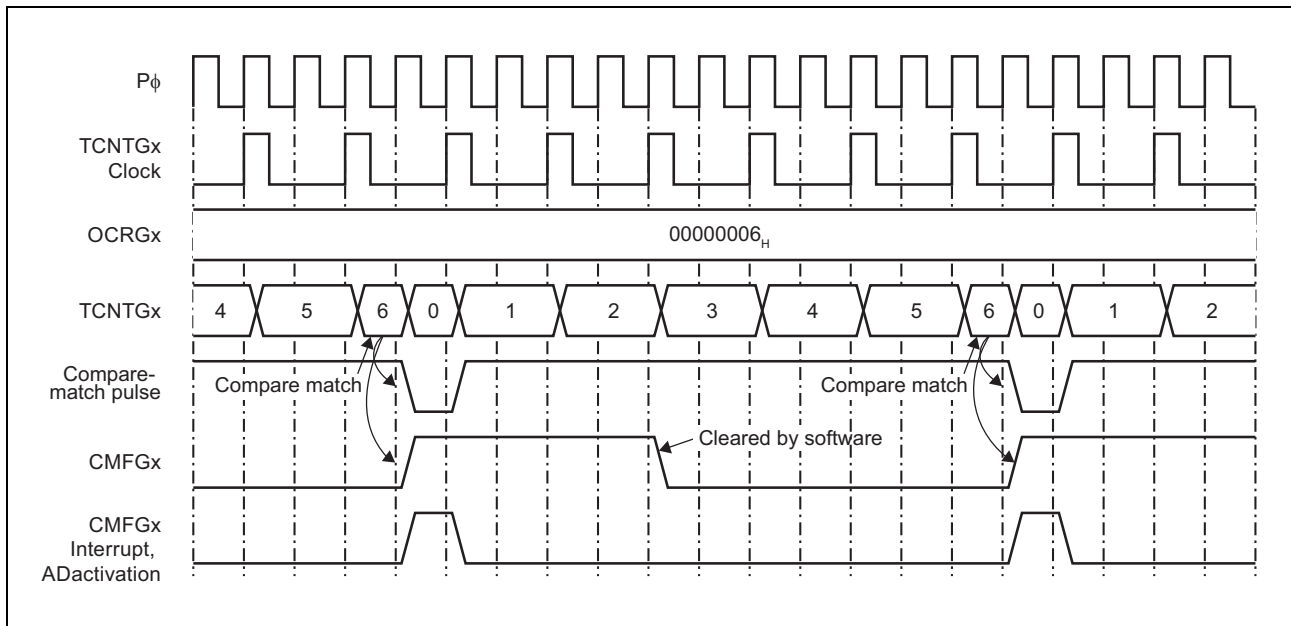 Pϕ
TCNTGx
Clock
OCRGx
00000006H
TCNTGx
4 5 6 0 1 2 3 4 5 6 0 1 2
Compare-
match pulse
Compare match
Compare match
Cleared by software
CMFGx
CMFGx
Interrupt,
ADactivation